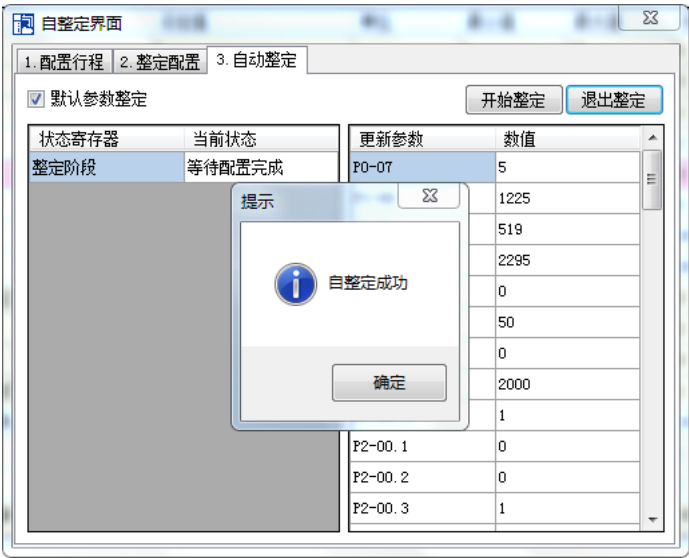 自整定界面
1.配置行程 2.整定配置 3.自动整定
默认参数整定 开始整定 退出整定
状态寄存器 当前状态 更新参数 数值
整定阶段 等待配置完成 P0-07 5
提示
1225
519
2295
自整定成功
0
50
0
确定
2000
1
P2-00.1 0
P2-00.2 0
P2-00.3 1